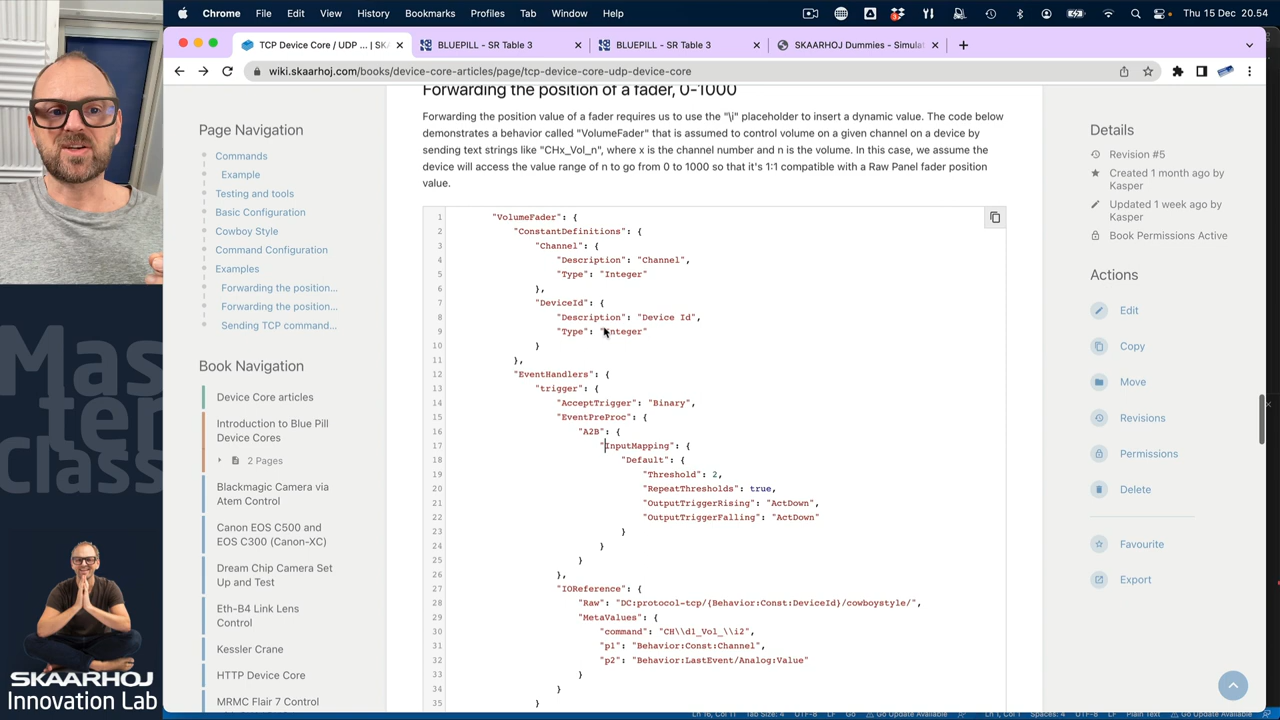 Chrome File Edit View History Bookmarks Profiles Tab Window Help Thu 15 Dec 20.54
TCP Device Core / UDP ... | SK BLUEPILL - SR Table 3 BLUEPILL - SR Table 3 SKAARHOJ Dummies - Simula
wiki.skaarhoj.com/books/device-core-articles/page/tcp-device-core-udp-device-core
Page Navigation
Commands
Example
Testing and tools
Basic Configuration
Cowboy Style
Command Configuration
Examples
Forwarding the position...
Forwarding the position...
Sending TCP command...
Book Navigation
Device Core articles
Introduction to Blue Pill
Device Cores
2 Pages
Blackmagic Camera via
Atem Control
Canon EOS C500 and
EOS C300 (Canon-XC)
Dream Chip Camera Set
Up and Test
Eth-B4 Link Lens
Control
Kessler Crane
HTTP Device Core
MRMC Flair 7 Control
Forwarding the position of a fader, 0-1000
Forwarding the position value of a fader requires us to use the "\i" placeholder to insert a dynamic value. The code below
demonstrates a behavior called "VolumeFader" that is assumed to control volume on a given channel on a device by
sending text strings like "CHx_Vol_n", where x is the channel number and n is the volume. In this case, we assume the
device will access the value range of n to go from 0 to 1000 so that it's 1:1 compatible with a Raw Panel fader position
value.
1 "VolumeFader": {
2 "ConstantDefinitions": {
3 "Channel": {
4 "Description": "Channel",
5 "Type": "Integer"
6 },
7 "DeviceId": {
8 "Description": "Device Id",
9 "Type": "Integer"
10 }
11 },
12 "EventHandlers": {
13 "trigger": {
14 "AcceptTrigger": "Binary",
15 "EventPreProc": {
16 "A2B": {
17 "InputMapping": {
18 "Default": {
19 "Threshold": 2,
20 "RepeatThresholds": true,
21 "OutputTriggerRising": "ActDown",
22 "OutputTriggerFalling": "ActDown"
23 }
24 }
25 }
26 },
27 "IOReference": {
28 "Raw": "DC:protocol-tcp/{Behavior:Const:DeviceId}/cowboystyle/",
29 "MetaValues": {
30 "command": "CH\\d1_Vol_\\i2",
31 "p1": "Behavior:Const:Channel",
32 "p2": "Behavior:LastEvent/Analog:Value"
33 }
34 }
35 }
Details
Revision #5
Created 1 month ago by
Kasper
Updated 1 week ago by
Kasper
Book Permissions Active
Actions
Edit
Copy
Move
Revisions
Permissions
Delete
Favourite
Export
Mas
ter
Class
SKAARHOJ
Innovation Lab